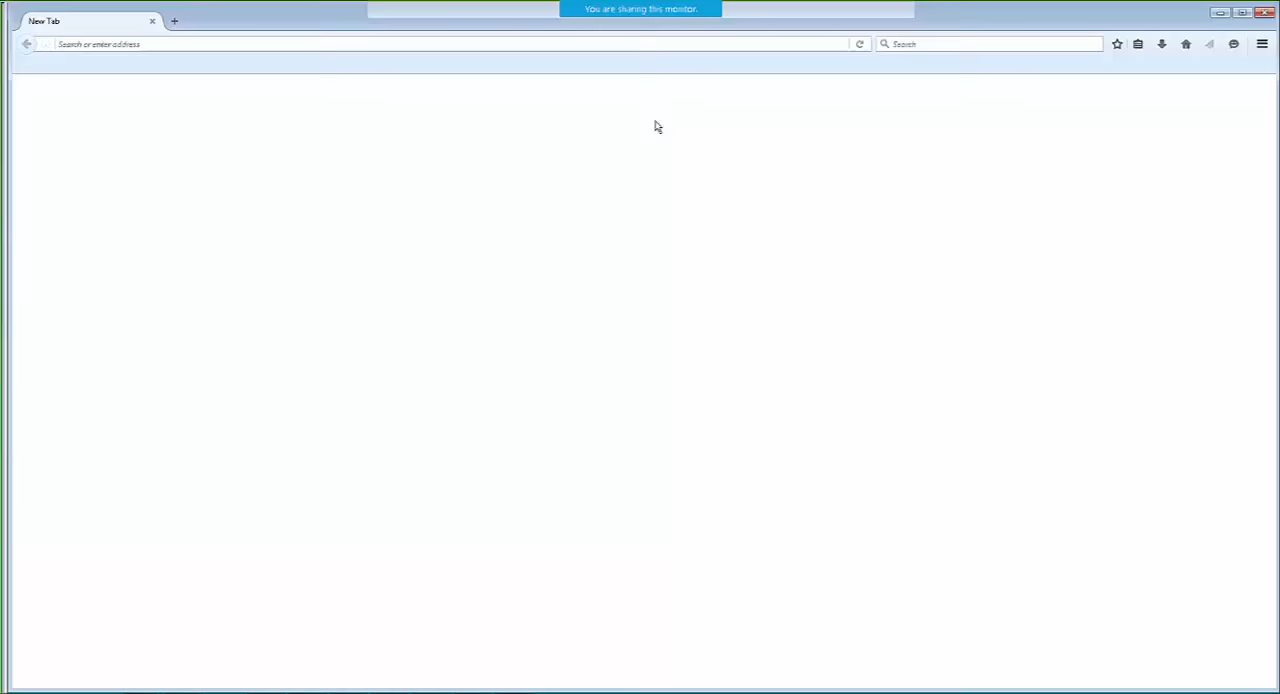 You are sharing this monitor.
New Tab
Search or enter address
Search